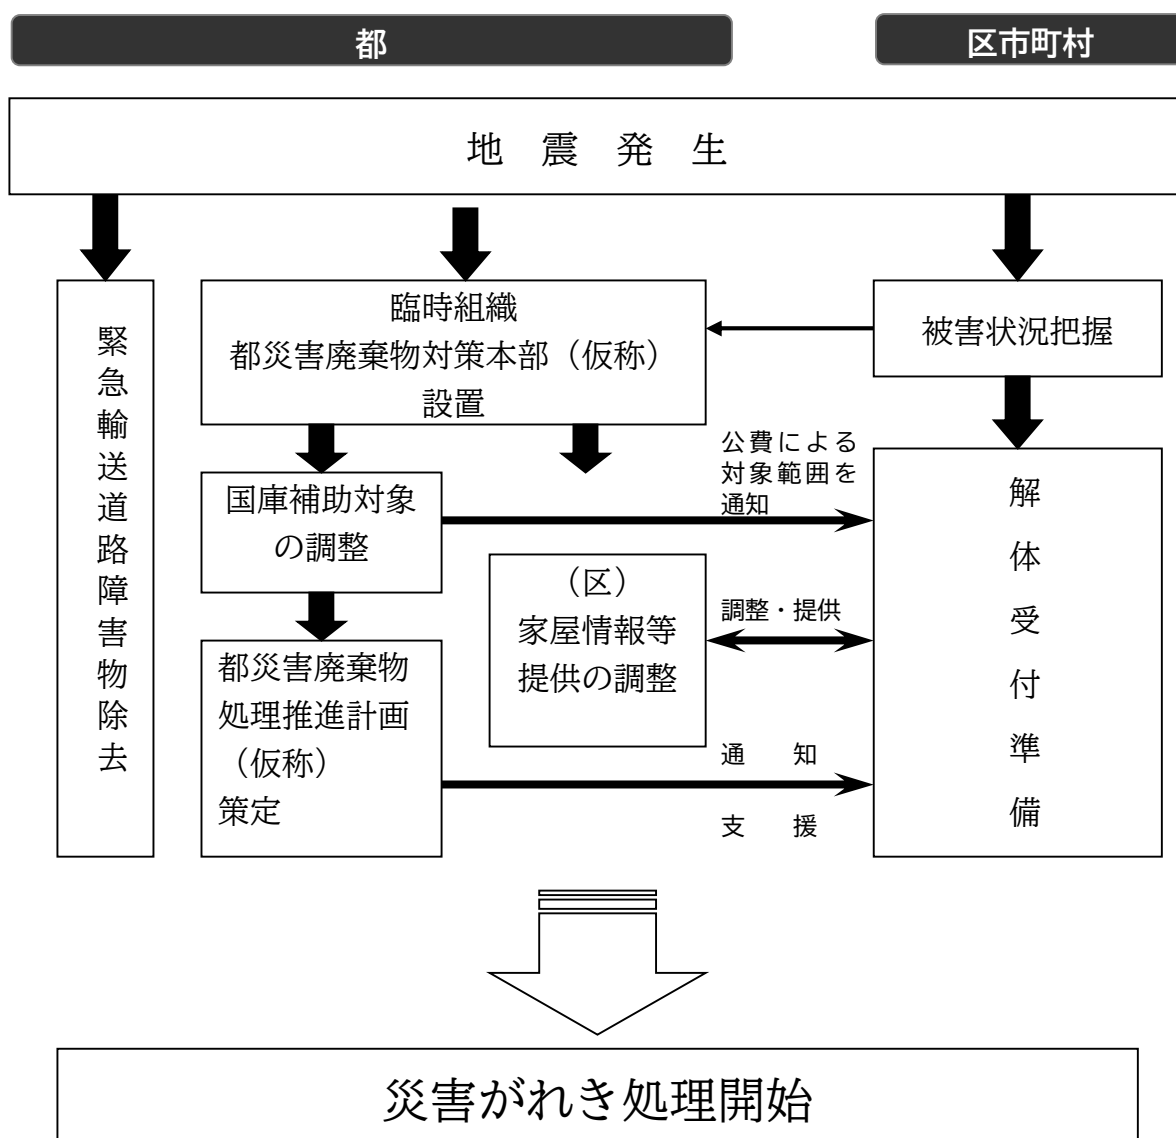 都
区市町村
地　震　発　生
緊急輸送道路障害物除去
臨時組織
都災害廃棄物対策本部（仮称）
設置
被害状況把握
国庫補助対象
の調整
公費による
対象範囲を
通知
（区）
家屋情報等
提供の調整
調整・提供
都災害廃棄物
処理推進計画
（仮称）
策定
通　　知
支　　援
解体受付準備
災害がれき処理開始